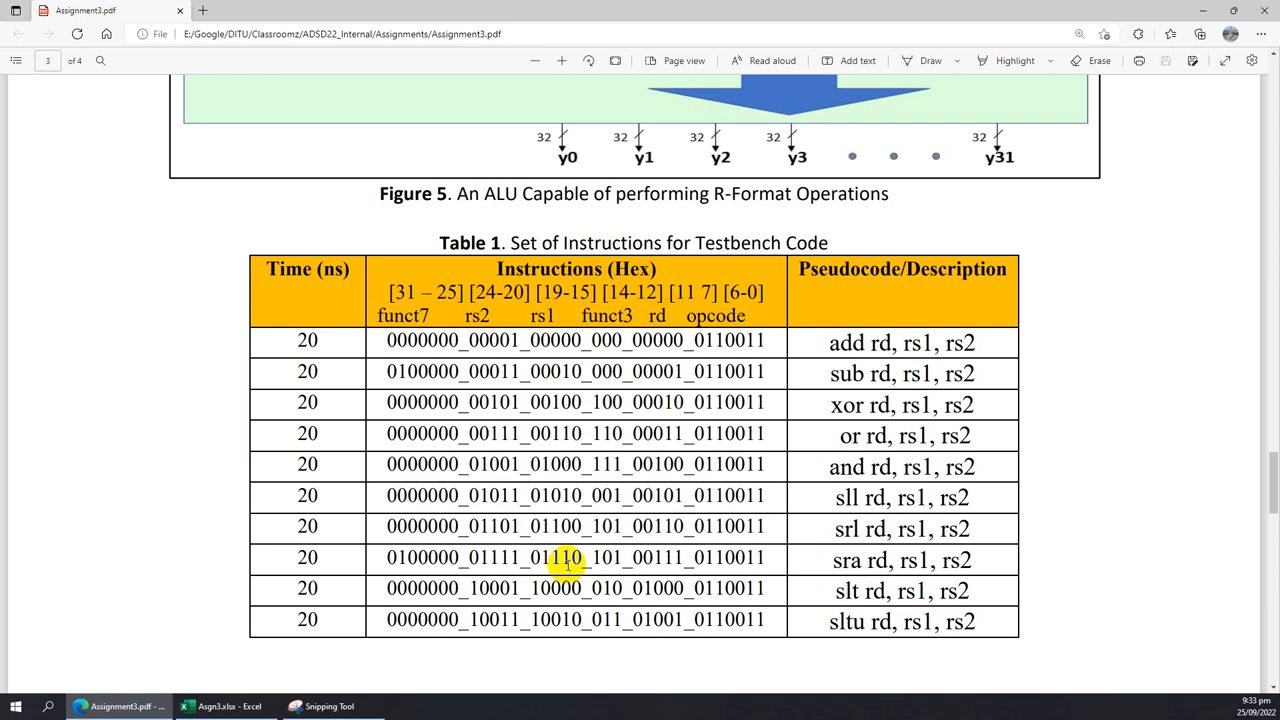 Assignment3.pdf
File E:/Google/DITU/Classroomz/ADSD22_Internal/Assignments/Assignment3.pdf
3 of 4 Page view Read aloud Add text Draw Highlight Erase
32 32 32 32 32
y0 y1 y2 y3 y31
Figure 5. An ALU Capable of performing R-Format Operations
Table 1. Set of Instructions for Testbench Code
Time (ns) Instructions (Hex) Pseudocode/Description
[31 – 25] [24-20] [19-15] [14-12] [11 7] [6-0]
funct7 rs2 rs1 funct3 rd opcode
20 0000000_00001_00000_000_00000_0110011 add rd, rs1, rs2
20 0100000_00011_00010_000_00001_0110011 sub rd, rs1, rs2
20 0000000_00101_00100_100_00010_0110011 xor rd, rs1, rs2
20 0000000_00111_00110_110_00011_0110011 or rd, rs1, rs2
20 0000000_01001_01000_111_00100_0110011 and rd, rs1, rs2
20 0000000_01011_01010_001_00101_0110011 sll rd, rs1, rs2
20 0000000_01101_01100_101_00110_0110011 srl rd, rs1, rs2
20 0100000_01111_01110_101_00111_0110011 sra rd, rs1, rs2
20 0000000_10001_10000_010_01000_0110011 slt rd, rs1, rs2
20 0000000_10011_10010_011_01001_0110011 sltu rd, rs1, rs2
Assignment3.pdf - ... Asgn3.xlsx - Excel Snipping Tool 9:33 pm
25/09/2022